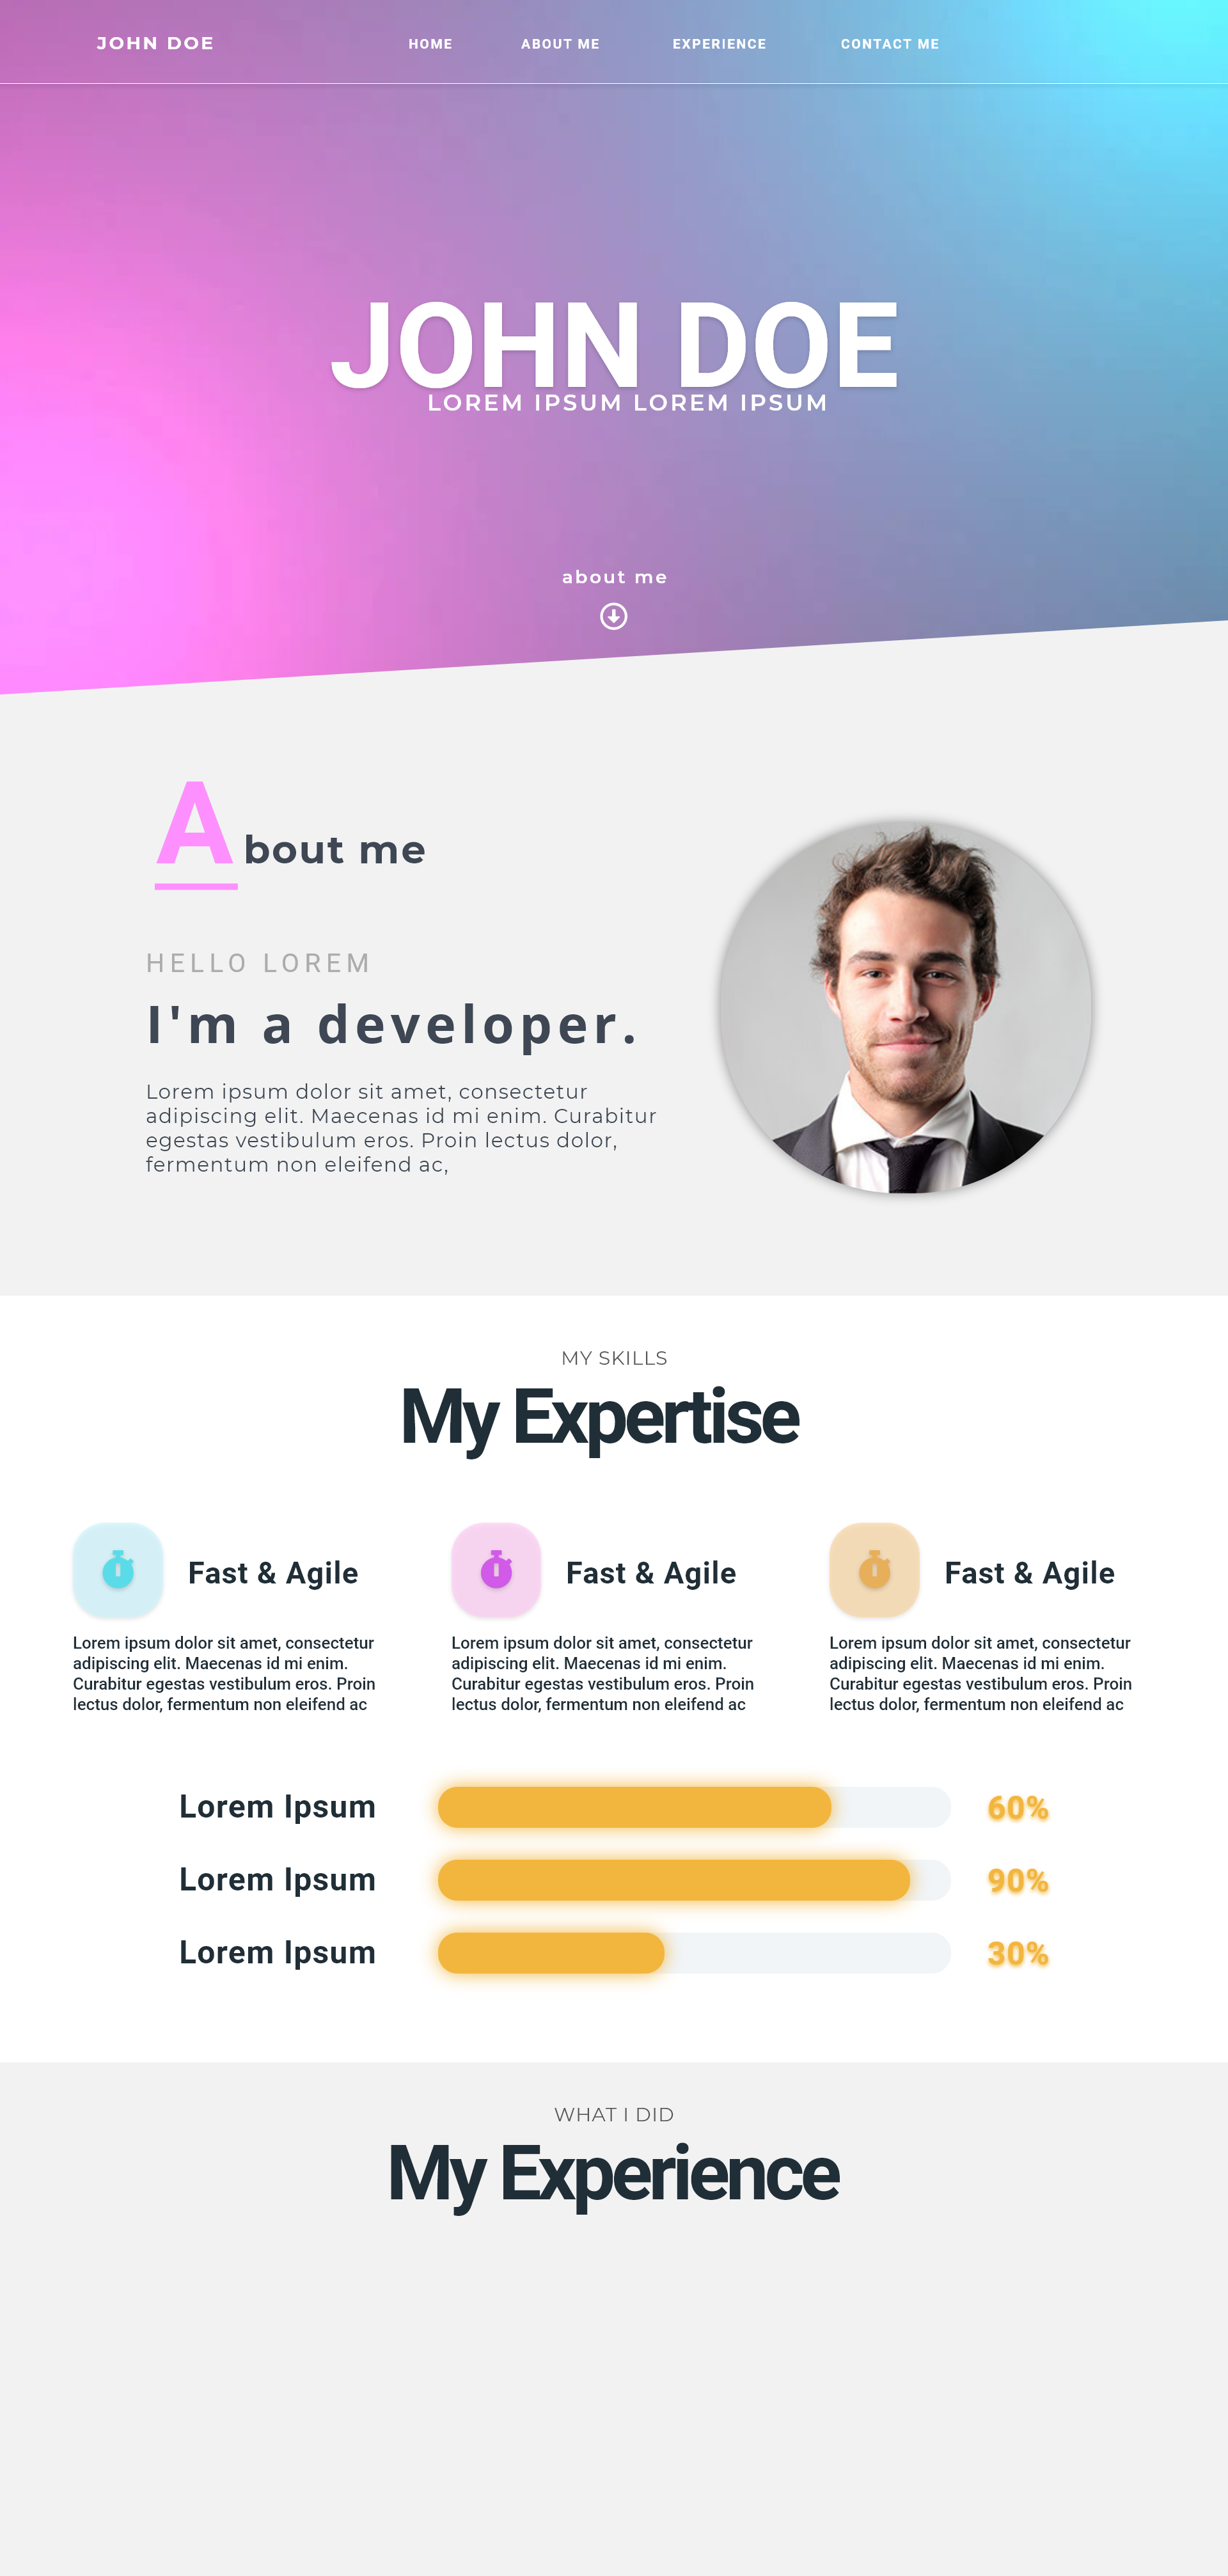 JOHN DOE
HOME
ABOUT ME
EXPERIENCE
CONTACT ME
JOHN DOE
LOREM IPSUM LOREM IPSUM
about me
About me
HELLO LOREM
I'm a developer.
Lorem ipsum dolor sit amet, consectetur
adipiscing elit. Maecenas id mi enim. Curabitur
egestas vestibulum eros. Proin lectus dolor,
fermentum non eleifend ac,
MY SKILLS
My Expertise
Fast & Agile
Lorem ipsum dolor sit amet, consectetur
adipiscing elit. Maecenas id mi enim.
Curabitur egestas vestibulum eros. Proin
lectus dolor, fermentum non eleifend ac
Fast & Agile
Lorem ipsum dolor sit amet, consectetur
adipiscing elit. Maecenas id mi enim.
Curabitur egestas vestibulum eros. Proin
lectus dolor, fermentum non eleifend ac
Fast & Agile
Lorem ipsum dolor sit amet, consectetur
adipiscing elit. Maecenas id mi enim.
Curabitur egestas vestibulum eros. Proin
lectus dolor, fermentum non eleifend ac
Lorem Ipsum
60%
Lorem Ipsum
90%
Lorem Ipsum
30%
WHAT I DID
My Experience